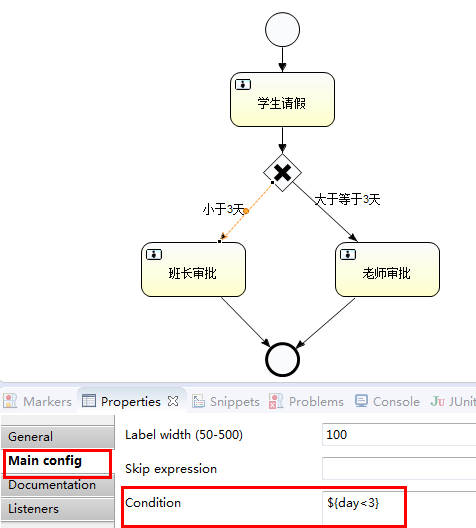 学生请假
小于3天
大于等于3天
班长审批
老师审批
Markers
Properties
Snippets
Problems
Console
JU JUnit
General
Main config
Documentation
Listeners
Label width (50-500)
100
Skip expression
Condition
${day<3}